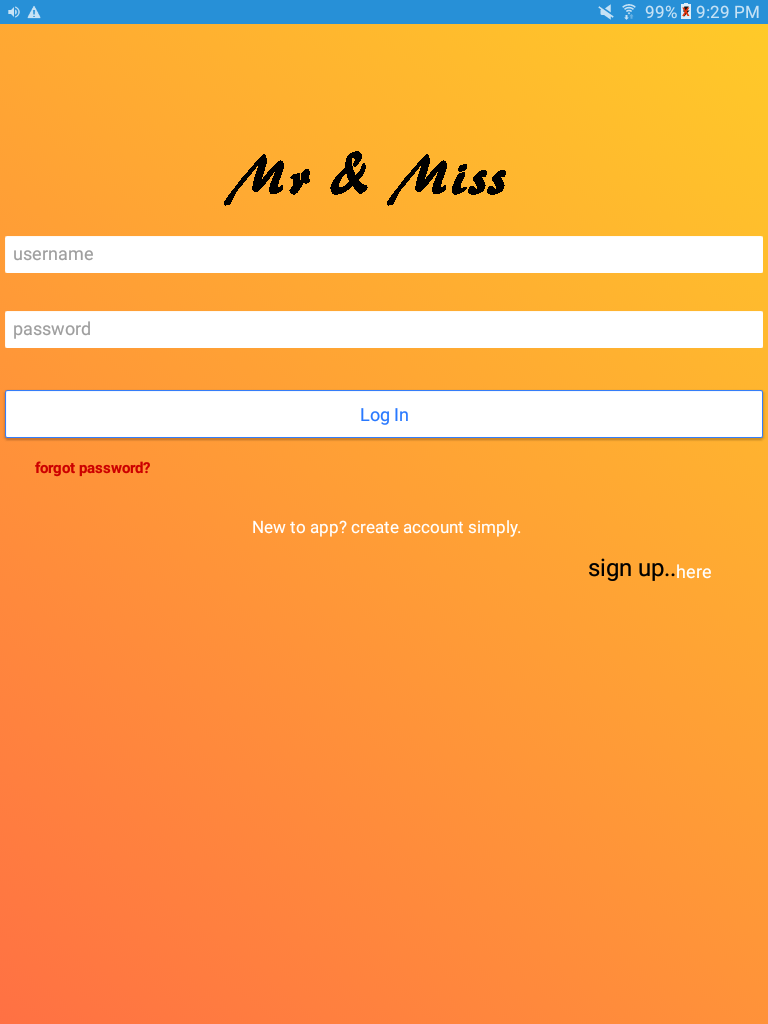 99% 9:29 PM
Mr & Miss
username
password
Log In
forgot password?
New to app? create account simply.
sign up..here